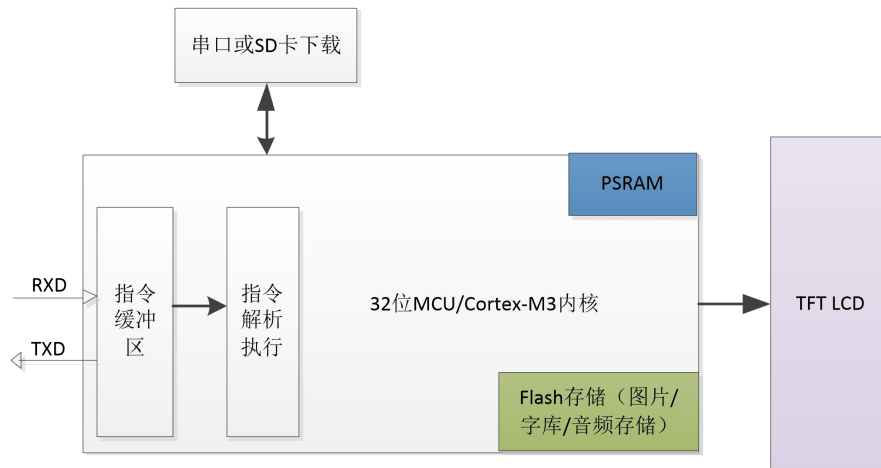 串口或SD卡下载
PSRAM
RXD
TXD
指令
缓冲
区
指令
解析
执行
32位MCU/Cortex-M3内核
TFT LCD
Flash存储（图片/
字库/音频存储）